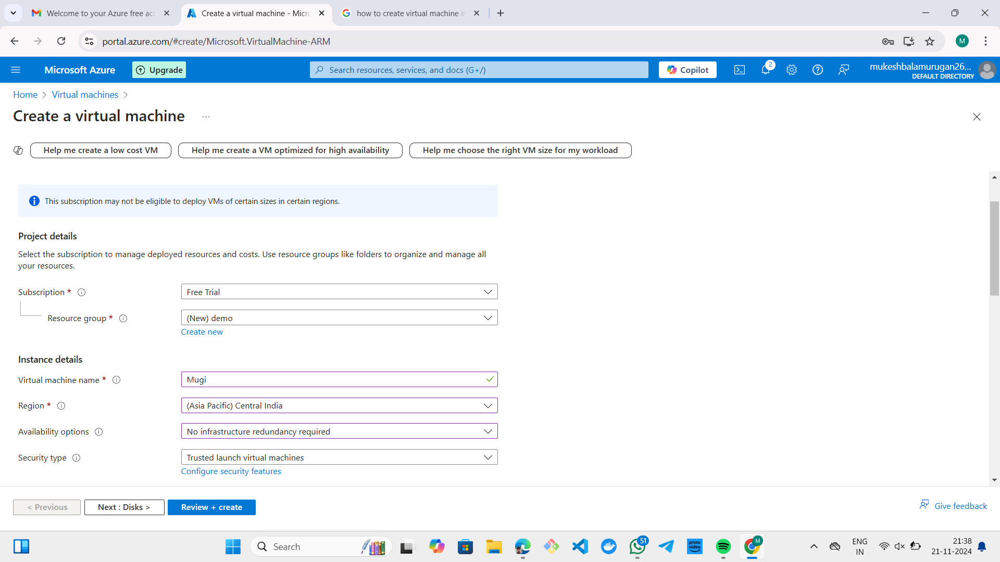 Welcome to your Azure free acc
Create a virtual machine - Micro
how to create virtual machine in
portal.azure.com/#create/Microsoft.VirtualMachine-ARM
M
Microsoft Azure
Upgrade
Search resources, services, and docs (G+/)
Copilot
2
mukeshbalamurugan26...
DEFAULT DIRECTORY
Home
Virtual machines
Create a virtual machine
...
Help me create a low cost VM
Help me create a VM optimized for high availability
Help me choose the right VM size for my workload
This subscription may not be eligible to deploy VMs of certain sizes in certain regions.
Project details
Select the subscription to manage deployed resources and costs. Use resource groups like folders to organize and manage all
your resources.
Subscription *
Free Trial
Resource group *
(New) demo
Create new
Instance details
Virtual machine name *
Mugi
Region *
(Asia Pacific) Central India
Availability options
No infrastructure redundancy required
Security type
Trusted launch virtual machines
Configure security features
< Previous
Next : Disks >
Review + create
Give feedback
Search
51
prime video
M
ENG
IN
21:38
21-11-2024